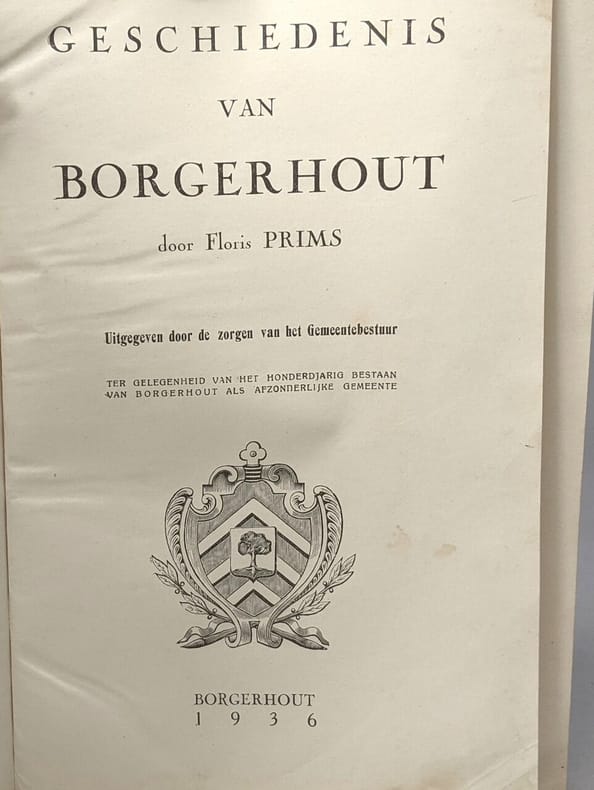 GESCHIEDENIS
VAN
BORGERHOUT
door Floris PRIMS
Uitgegeven door de zorgen van het Gemeentebestuur
TER GELEGENHEID VAN HET HONDERDJARIG BESTAAN
VAN BORGERHOUT ALS AFZONDERLIJKE GEMEENTE
BORGERHOUT
1936